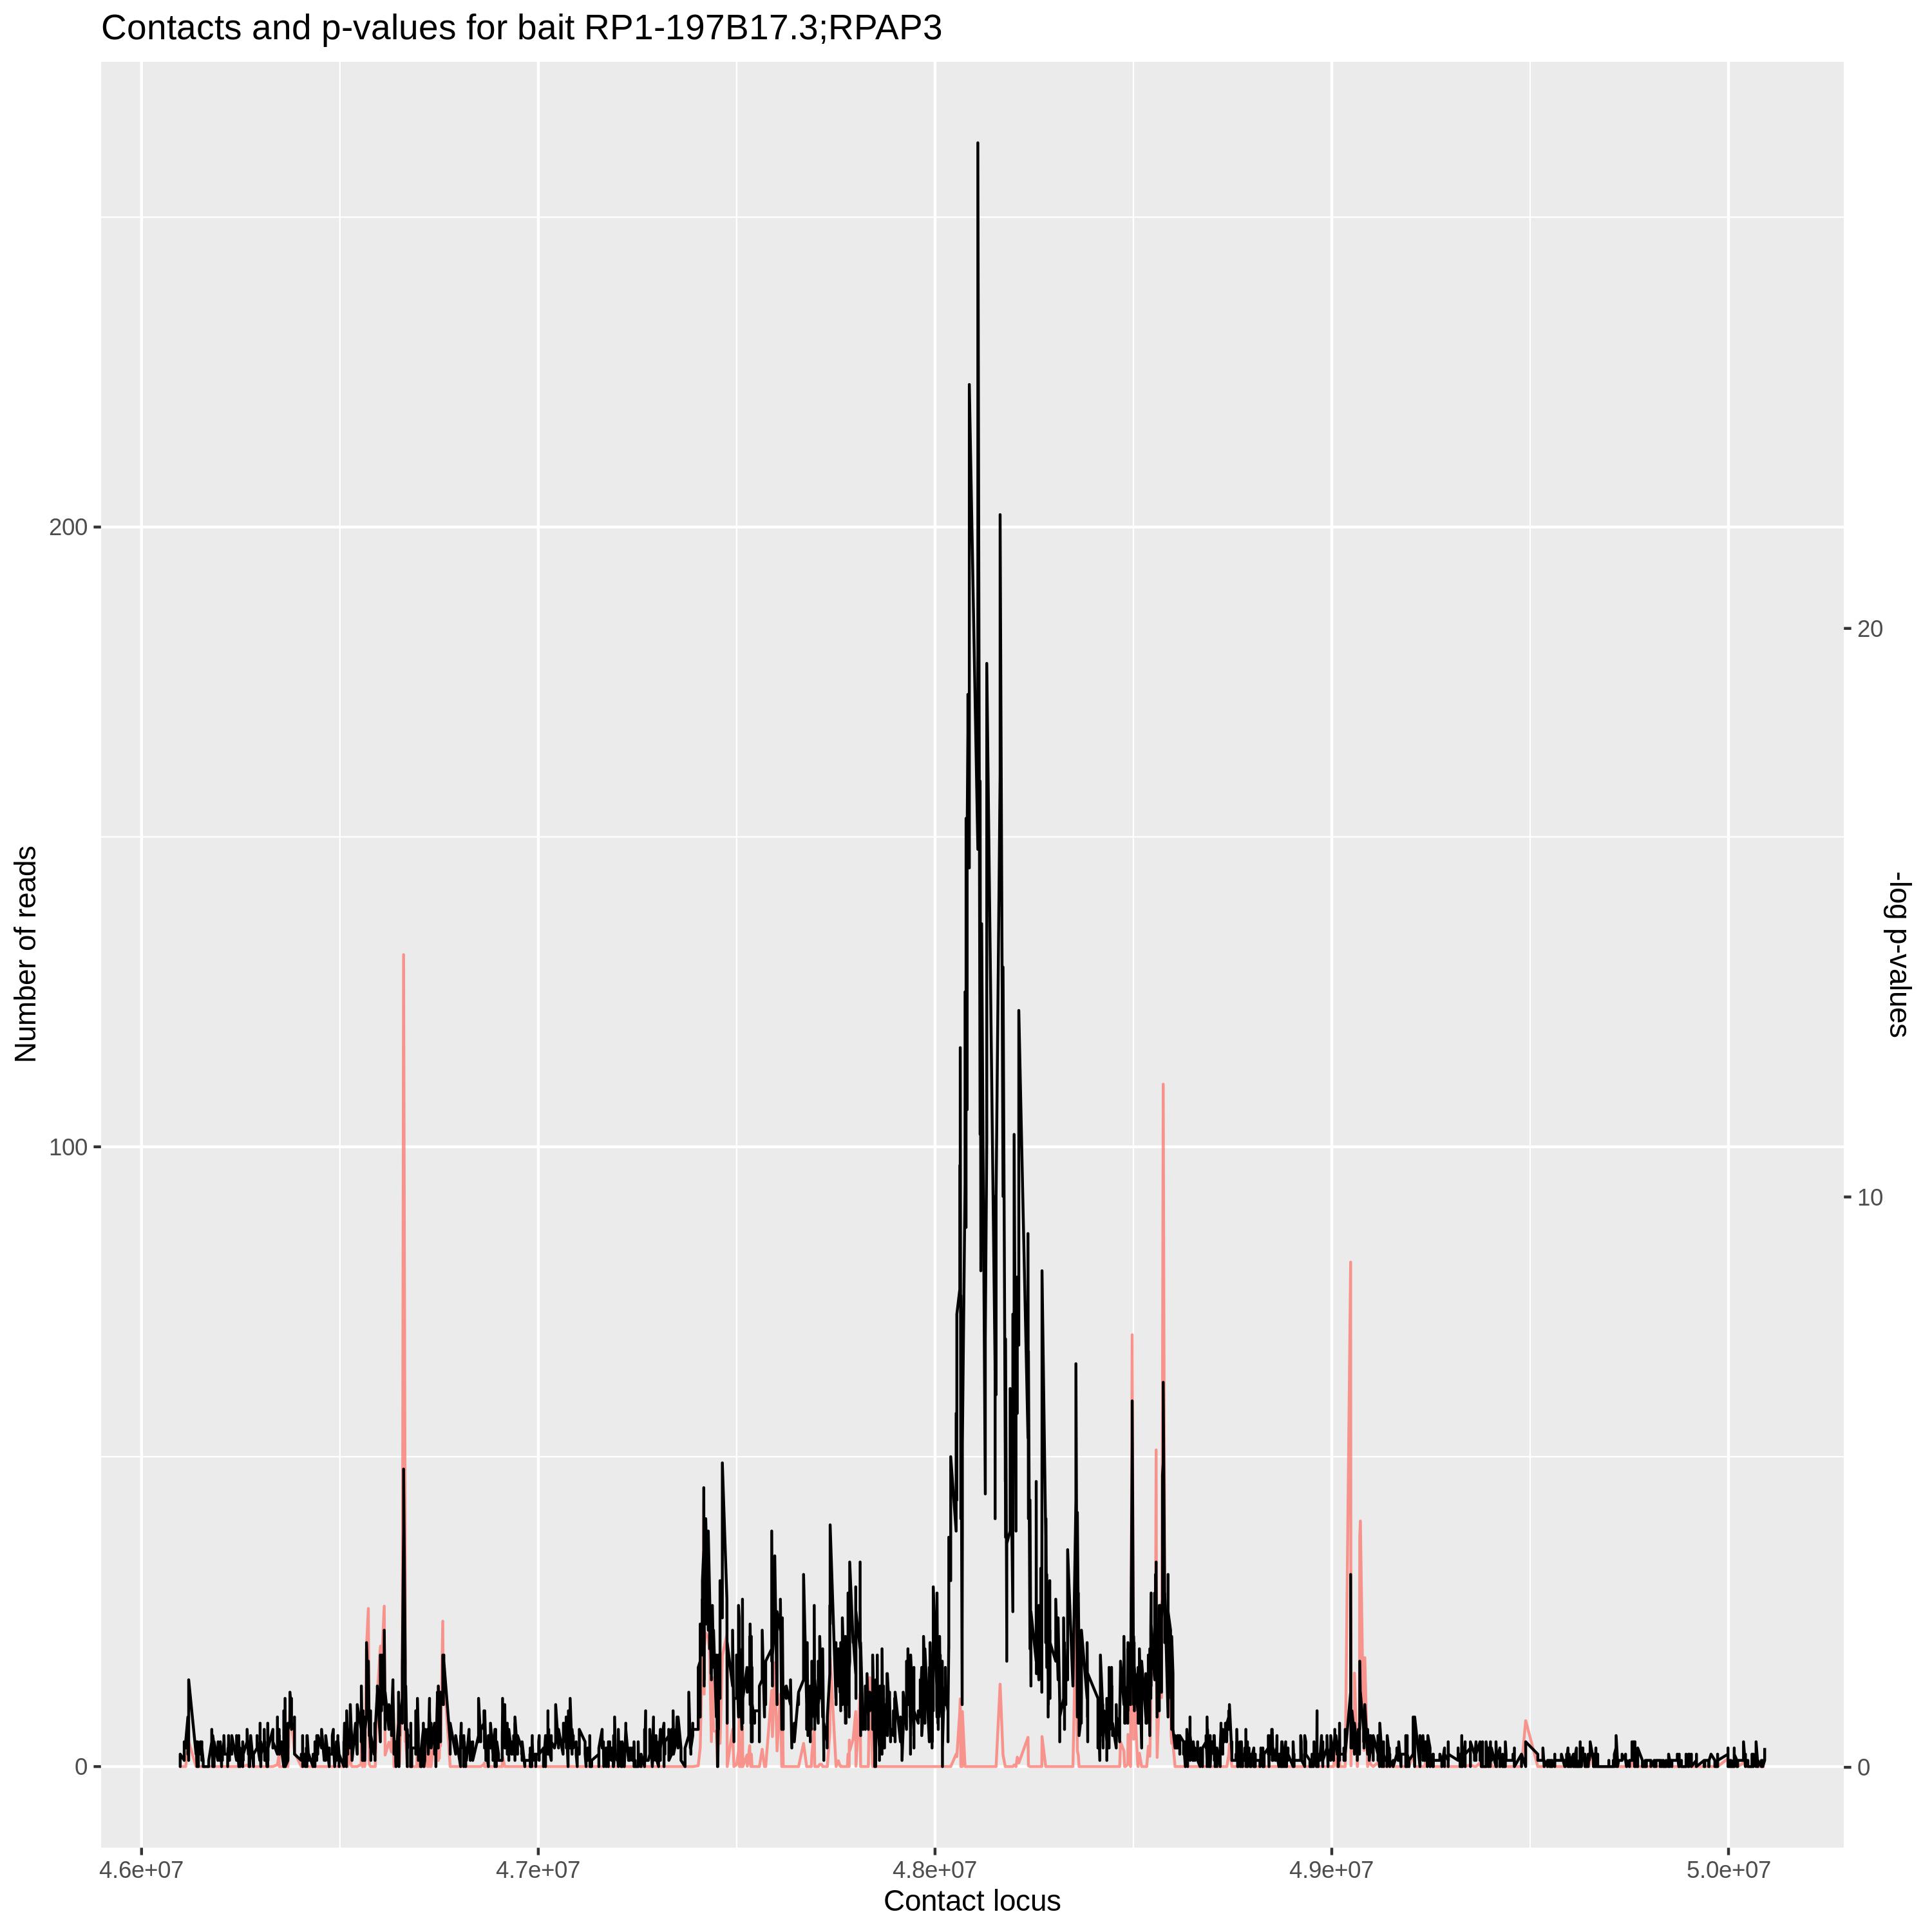 Contacts and p-values for bait RP1-197B17.3;RPAP3
Number of reads
200
100
0
-log p-values
20
10
0
4.6e+07
4.7e+07
4.8e+07
4.9e+07
5.0e+07
Contact locus